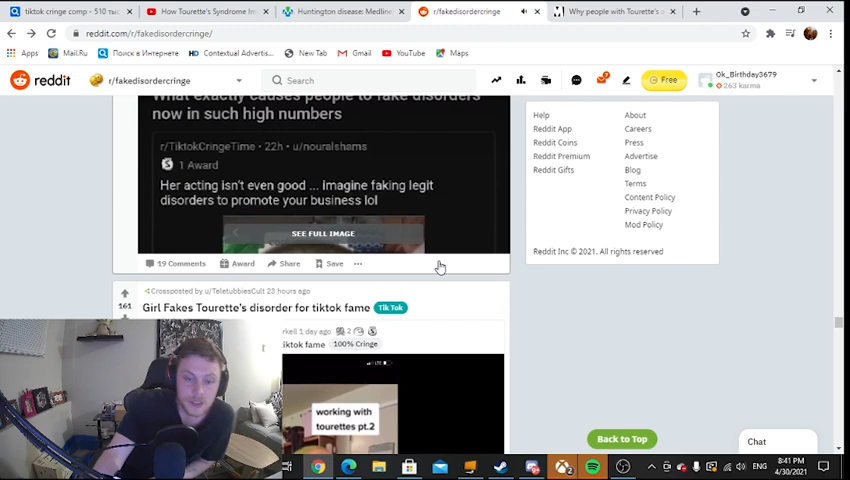 tiktok cringe comp - 510 тыс
How Tourette's Syndrome Im
Huntington disease: Medline
r/fakedisordercringe
Why people with Tourette's
reddit.com/r/fakedisordercringe/
Apps
Mail.Ru
Поиск в Интернете
Contextual Advertis...
New Tab
Gmail
YouTube
Maps
reddit
r/fakedisordercringe
Search
Free
Ok_Birthday3679
263 karma
What exactly causes people to fake disorders
now in such high numbers
r/TiktokCringeTime • 22h • u/nouralshams
1 Award
Her acting isn't even good ... imagine faking legit
disorders to promote your business lol
SEE FULL IMAGE
19 Comments
Award
Share
Save
Help
About
Reddit App
Careers
Reddit Coins
Press
Reddit Premium
Advertise
Reddit Gifts
Blog
Terms
Content Policy
Privacy Policy
Mod Policy
Reddit Inc © 2021. All rights reserved
Crossposted by u/TeletubbiesCult 23 hours ago
161
Girl Fakes Tourette's disorder for tiktok fame
Tik Tok
1 day ago
2
tiktok fame
100% Cringe
LTE
working with
tourettes pt.2
Back to Top
Chat
ENG
8:41 PM
4/30/2021